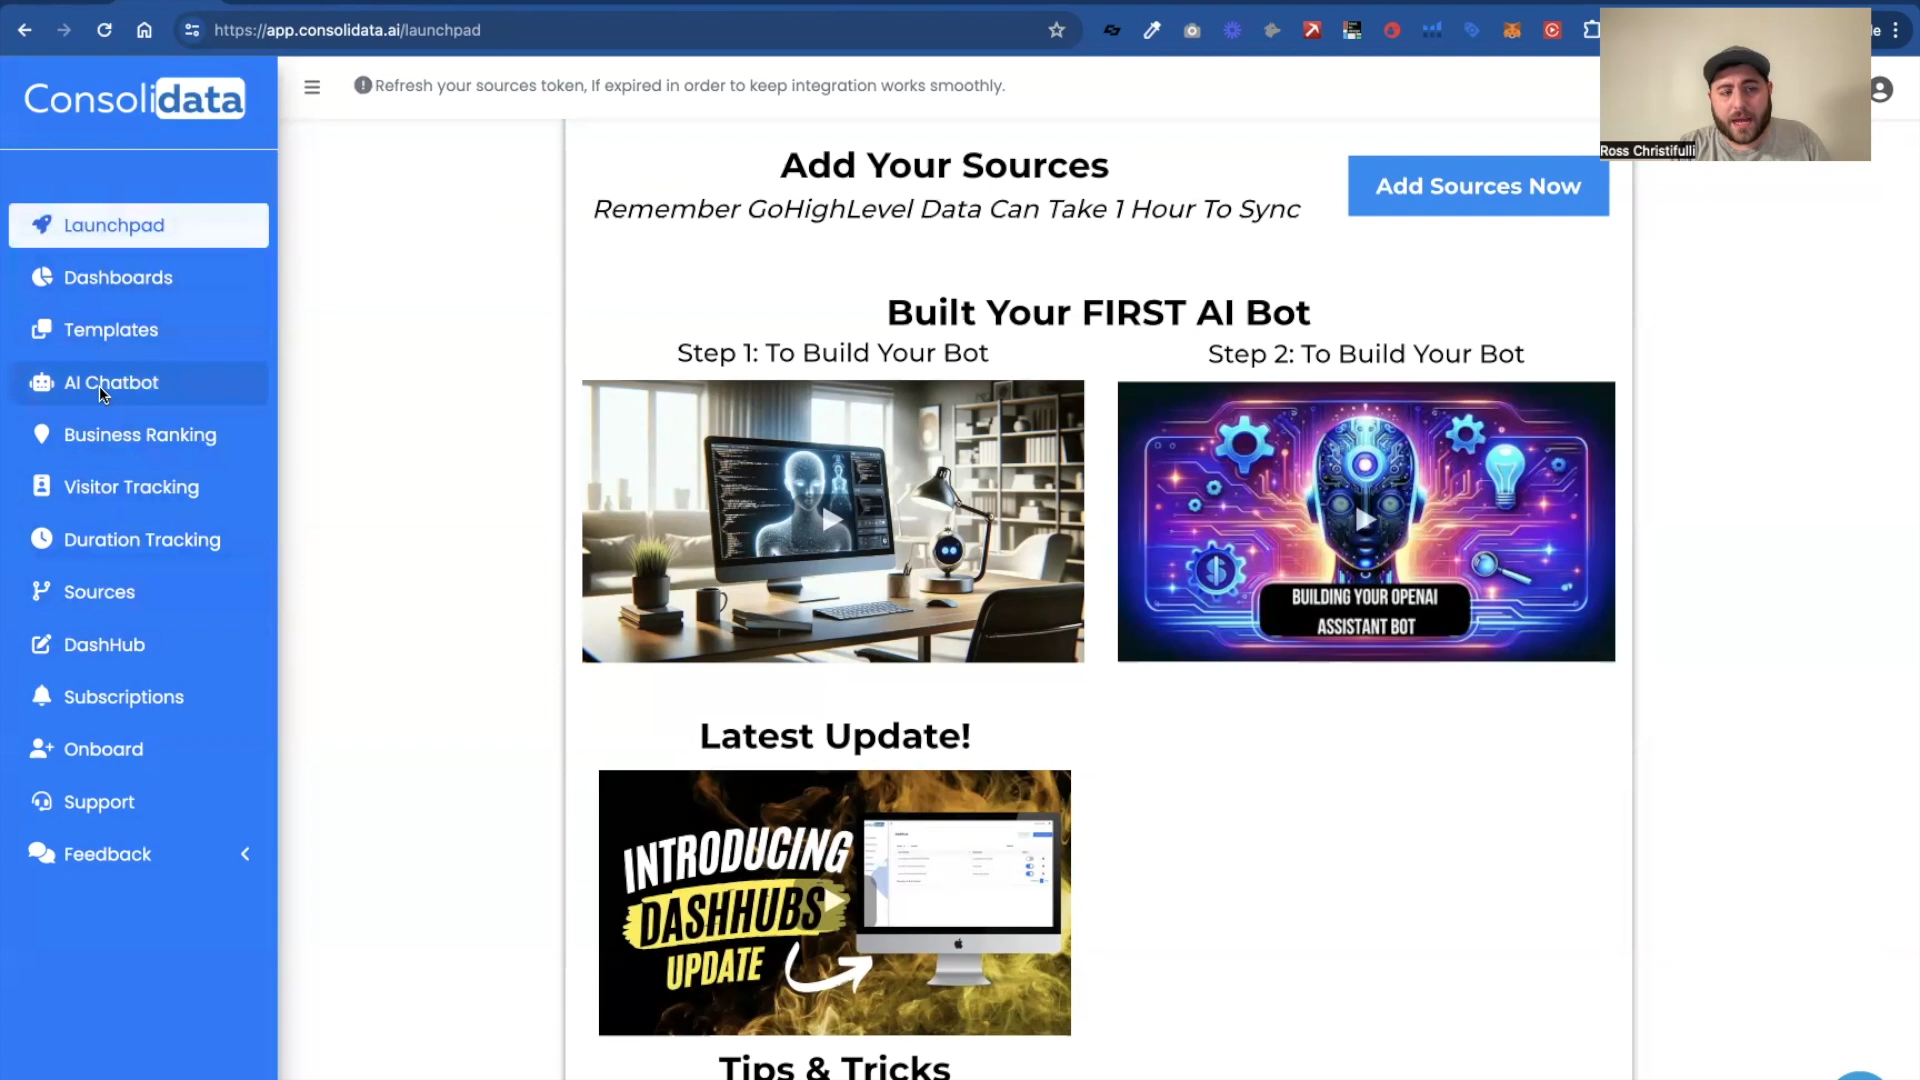 https://app.consolidata.ai/launchpad
le
Consolidata
Refresh your sources token, If expired in order to keep integration works smoothly.
Ross Christifulli
Launchpad
Dashboards
Templates
AI Chatbot
Business Ranking
Visitor Tracking
Duration Tracking
Sources
DashHub
Subscriptions
Onboard
Support
Feedback
Add Your Sources
Remember GoHighLevel Data Can Take 1 Hour To Sync
Add Sources Now
Built Your FIRST AI Bot
Step 1: To Build Your Bot
Step 2: To Build Your Bot
BUILDING YOUR OPENAI
ASSISTANT BOT
Latest Update!
INTRODUCING
DASHHUBS
UPDATE
Tips & Tricks